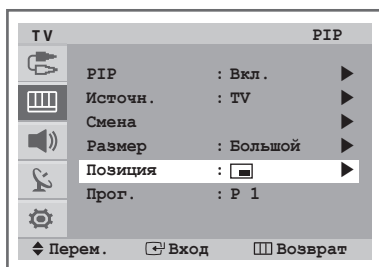 TV PIP
PIP : Вкл.
Источн. : TV
Смена
Размер : Большой
Позиция :
Прог. : P 1
Перем. Вход Возврат